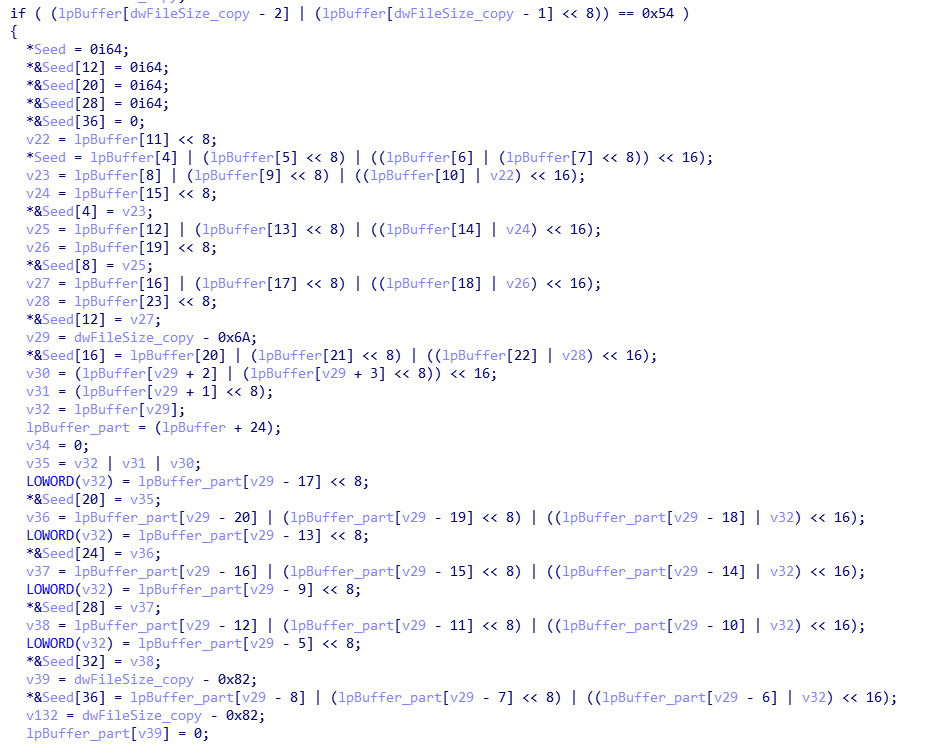 if ( (lpBuffer[dwFileSize_copy - 2] | (lpBuffer[dwFileSize_copy - 1] << 8)) == 0x54 )
{
*Seed = 0i64;
*&Seed[12] = 0i64;
*&Seed[20] = 0i64;
*&Seed[28] = 0i64;
*&Seed[36] = 0;
v22 = lpBuffer[11] << 8;
*Seed = lpBuffer[4] | (lpBuffer[5] << 8) | ((lpBuffer[6] | (lpBuffer[7] << 8)) << 16);
v23 = lpBuffer[8] | (lpBuffer[9] << 8) | ((lpBuffer[10] | v22) << 16);
v24 = lpBuffer[15] << 8;
*&Seed[4] = v23;
v25 = lpBuffer[12] | (lpBuffer[13] << 8) | ((lpBuffer[14] | v24) << 16);
v26 = lpBuffer[19] << 8;
*&Seed[8] = v25;
v27 = lpBuffer[16] | (lpBuffer[17] << 8) | ((lpBuffer[18] | v26) << 16);
v28 = lpBuffer[23] << 8;
*&Seed[12] = v27;
v29 = dwFileSize_copy - 0x6A;
*&Seed[16] = lpBuffer[20] | (lpBuffer[21] << 8) | ((lpBuffer[22] | v28) << 16);
v30 = (lpBuffer[v29 + 2] | (lpBuffer[v29 + 3] << 8)) << 16;
v31 = (lpBuffer[v29 + 1] << 8);
v32 = lpBuffer[v29];
lpBuffer_part = (lpBuffer + 24);
v34 = 0;
v35 = v32 | v31 | v30;
LOWORD(v32) = lpBuffer_part[v29 - 17] << 8;
*&Seed[20] = v35;
v36 = lpBuffer_part[v29 - 20] | (lpBuffer_part[v29 - 19] << 8) | ((lpBuffer_part[v29 - 18] | v32) << 16);
LOWORD(v32) = lpBuffer_part[v29 - 13] << 8;
*&Seed[24] = v36;
v37 = lpBuffer_part[v29 - 16] | (lpBuffer_part[v29 - 15] << 8) | ((lpBuffer_part[v29 - 14] | v32) << 16);
LOWORD(v32) = lpBuffer_part[v29 - 9] << 8;
*&Seed[28] = v37;
v38 = lpBuffer_part[v29 - 12] | (lpBuffer_part[v29 - 11] << 8) | ((lpBuffer_part[v29 - 10] | v32) << 16);
LOWORD(v32) = lpBuffer_part[v29 - 5] << 8;
*&Seed[32] = v38;
v39 = dwFileSize_copy - 0x82;
*&Seed[36] = lpBuffer_part[v29 - 8] | (lpBuffer_part[v29 - 7] << 8) | ((lpBuffer_part[v29 - 6] | v32) << 16);
v132 = dwFileSize_copy - 0x82;
lpBuffer_part[v39] = 0;